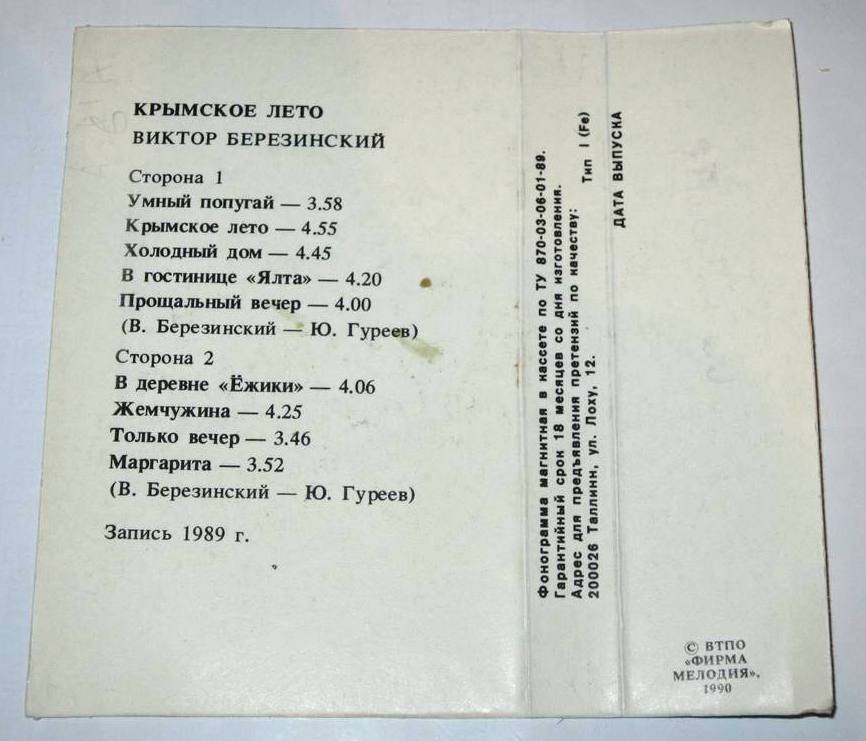 КРЫМСКОЕ ЛЕТО
ВИКТОР БЕРЕЗИНСКИЙ
Сторона 1
Умный попугай — 3.58
Крымское лето — 4.55
Холодный дом — 4.45
В гостинице «Ялта» — 4.20
Прощальный вечер — 4.00
(В. Березинский — Ю. Гуреев)
Сторона 2
В деревне «Ёжики» — 4.06
Жемчужина — 4.25
Только вечер — 3.46
Маргарита — 3.52
(В. Березинский — Ю. Гуреев)
Запись 1989 г.
Фонограмма магнитная в кассете по ТУ 870-03-06-01-89.
Гарантийный срок 18 месяцев со дня изготовления.
Адрес для предъявления претензий по качеству: Тип I (Fe)
200026 Таллинн, ул. Лоху, 12.
ДАТА ВЫПУСКА
© ВТПО
«ФИРМА
МЕЛОДИЯ»,
1990